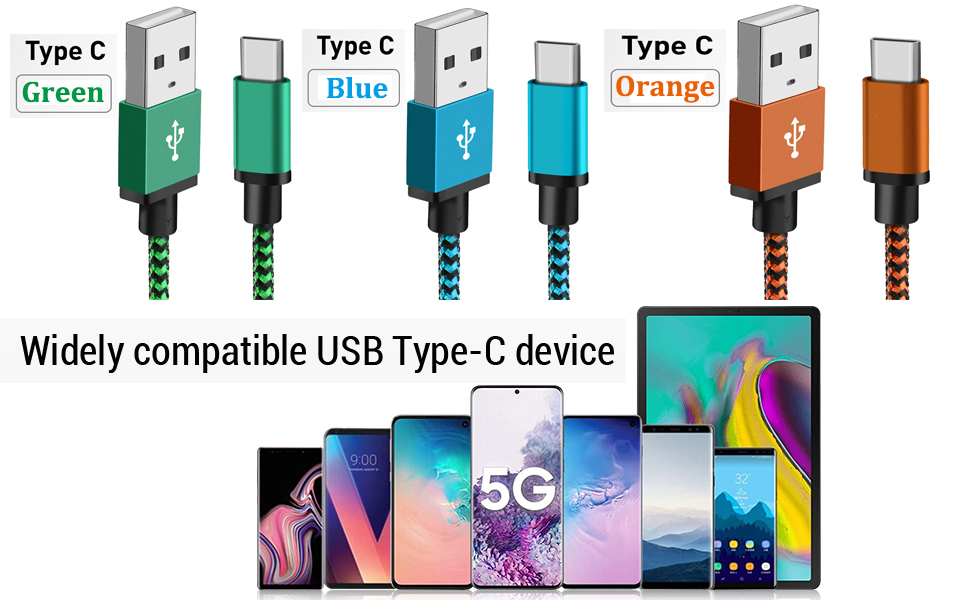 Type C
Green
Type C
Blue
Type C
Orange
Widely compatible USB Type-C device
9:00
5G
32°